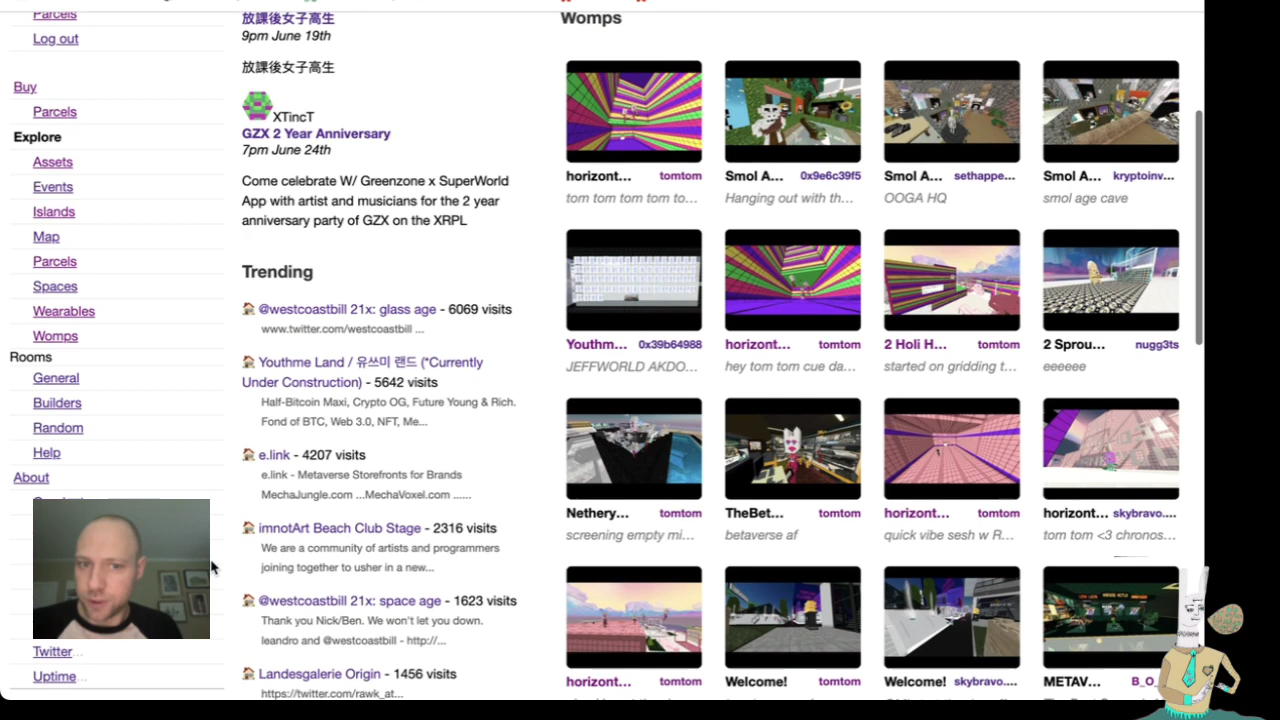 Parcels
Log out
Buy
Parcels
Explore
Assets
Events
Islands
Map
Parcels
Spaces
Wearables
Womps
Rooms
General
Builders
Random
Help
About
Twitter...
Uptime...
放課後女子高生
9pm June 19th
放課後女子高生
XTincT
GZX 2 Year Anniversary
7pm June 24th
Come celebrate W/ Greenzone x SuperWorld
App with artist and musicians for the 2 year
anniversary party of GZX on the XRPL
Trending
@westcoastbill 21x: glass age - 6069 visits
www.twitter.com/westcoastbill ...
Youthme Land / 유쓰미 랜드 (*Currently
Under Construction) - 5642 visits
Half-Bitcoin Maxi, Crypto OG, Future Young & Rich.
Fond of BTC, Web 3.0, NFT, Me...
e.link - 4207 visits
e.link - Metaverse Storefronts for Brands
MechaJungle.com ...MechaVoxel.com ......
imnotArt Beach Club Stage - 2316 visits
We are a community of artists and programmers
joining together to usher in a new...
@westcoastbill 21x: space age - 1623 visits
Thank you Nick/Ben. We won't let you down.
leandro and @westcoastbill - http://...
Landesgalerie Origin - 1456 visits
https://twitter.com/rawk_at...
Womps
horizont... tomtom
tom tom tom tom to...
Smol A... 0x9e6c39f5
Hanging out with th...
Smol A... sethappe...
OOGA HQ
Smol A... kryptoinv...
smol age cave
Youthm... 0x39b64988
JEFFWORLD AKDO...
horizont... tomtom
hey tom tom cue da...
2 Holi H... tomtom
started on gridding t...
2 Sprou... nugg3ts
eeeeee
Nethery... tomtom
screening empty mi...
TheBet... tomtom
betaverse af
horizont... tomtom
quick vibe sesh w R...
horizont... skybravo....
tom tom <3 chronos...
horizont... tomtom
Welcome! tomtom
Welcome! skybravo....
METAV... B_O_